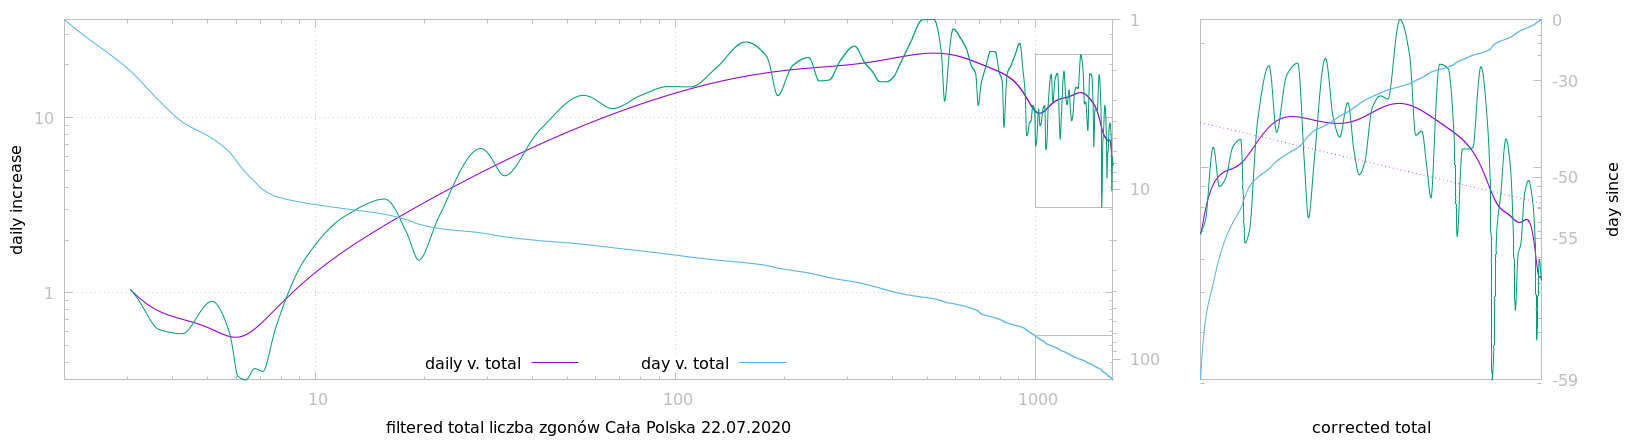 1
0
-30
10
daily increase
10
-50
day since
-55
1
daily v. total
day v. total
100
-59
10
100
1000
filtered total liczba zgonów Cała Polska 22.07.2020
corrected total